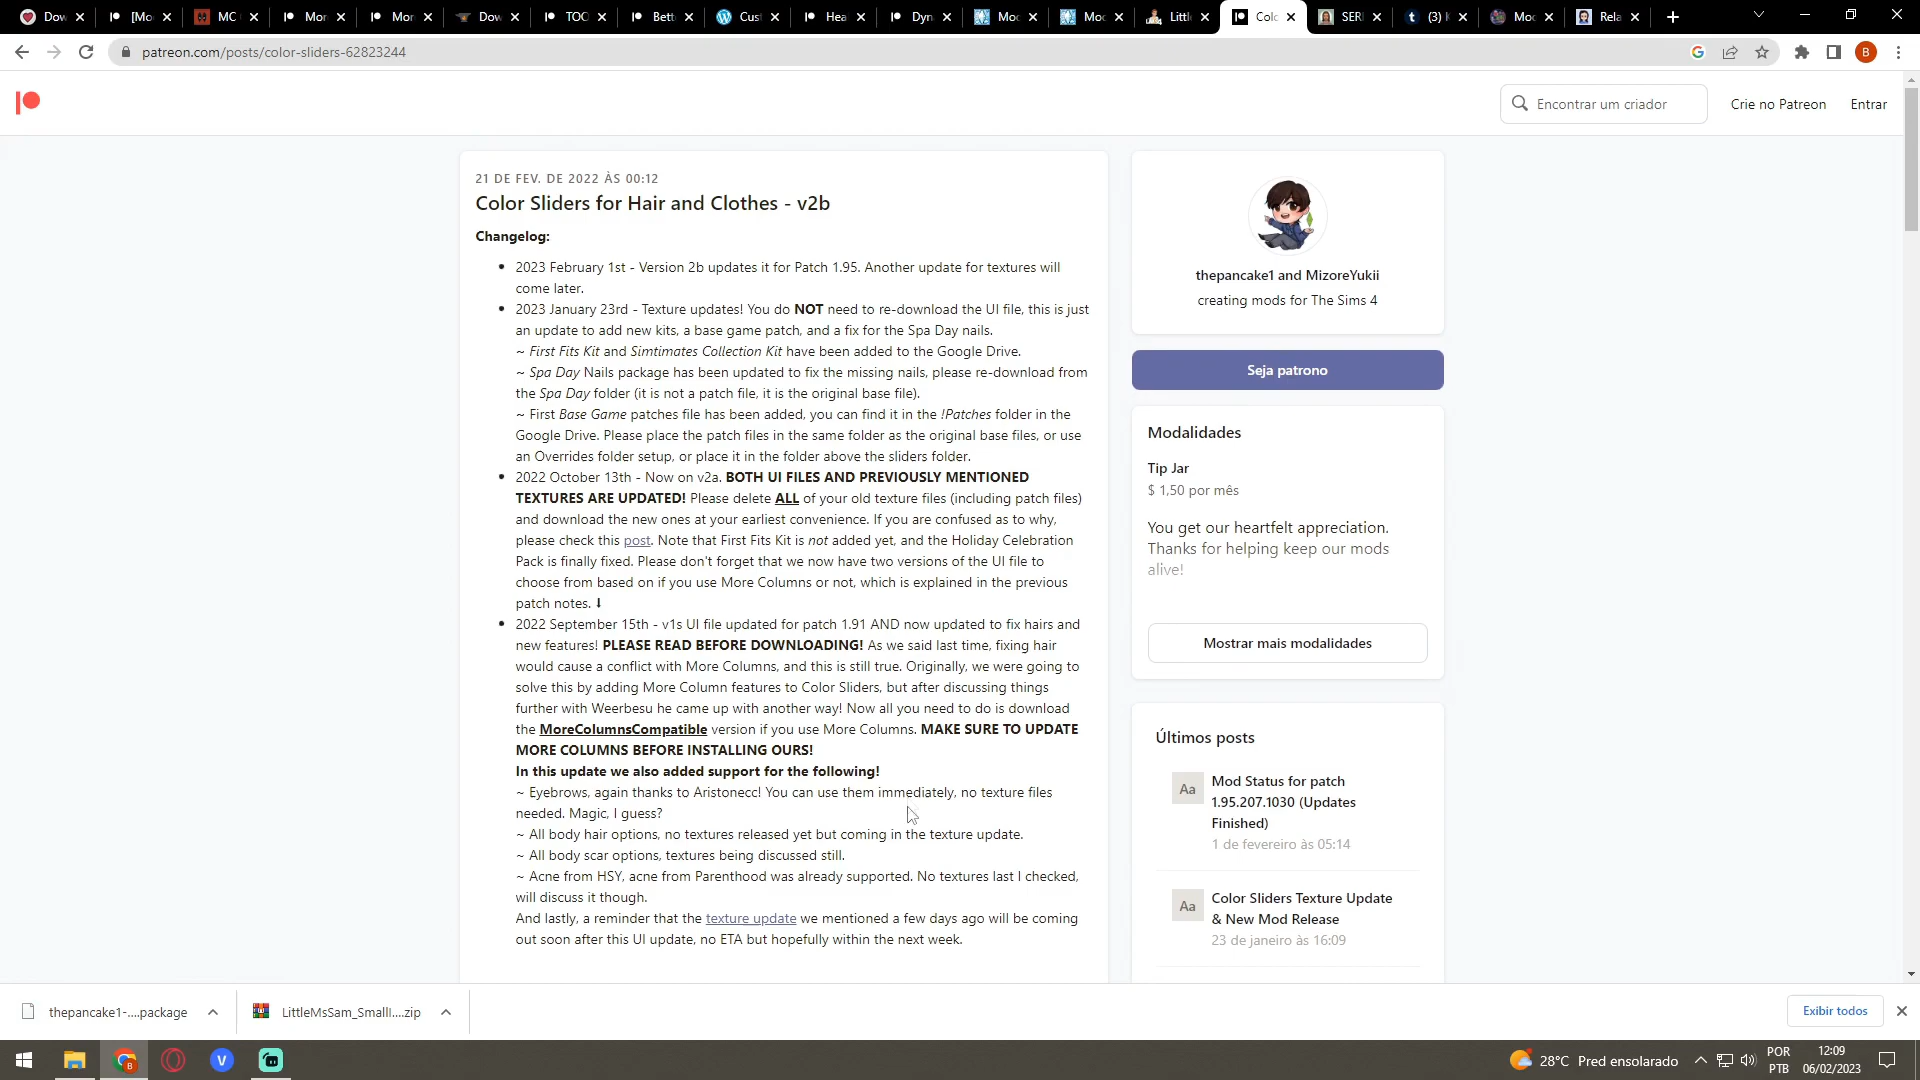 Dow
[Mo
MC
Mor
Mor
Dow
TOC
Bett
Cus
Hea
Dyn
Moc
Moc
Littl
Colo
SERI
(3) I
Moc
Rela
patreon.com/posts/color-sliders-62823244
B
Encontrar um criador
Crie no Patreon
Entrar
21 DE FEV. DE 2022 ÀS 00:12
Color Sliders for Hair and Clothes - v2b
Changelog:
• 2023 February 1st - Version 2b updates it for Patch 1.95. Another update for textures will
come later.
• 2023 January 23rd - Texture updates! You do NOT need to re-download the UI file, this is just
an update to add new kits, a base game patch, and a fix for the Spa Day nails.
~ First Fits Kit and Simtimates Collection Kit have been added to the Google Drive.
~ Spa Day Nails package has been updated to fix the missing nails, please re-download from
the Spa Day folder (it is not a patch file, it is the original base file).
~ First Base Game patches file has been added, you can find it in the !Patches folder in the
Google Drive. Please place the patch files in the same folder as the original base files, or use
an Overrides folder setup, or place it in the folder above the sliders folder.
• 2022 October 13th - Now on v2a. BOTH UI FILES AND PREVIOUSLY MENTIONED
TEXTURES ARE UPDATED! Please delete ALL of your old texture files (including patch files)
and download the new ones at your earliest convenience. If you are confused as to why,
please check this post. Note that First Fits Kit is not added yet, and the Holiday Celebration
Pack is finally fixed. Please don't forget that we now have two versions of the UI file to
choose from based on if you use More Columns or not, which is explained in the previous
patch notes. ⬇
• 2022 September 15th - v1s UI file updated for patch 1.91 AND now updated to fix hairs and
new features! PLEASE READ BEFORE DOWNLOADING! As we said last time, fixing hair
would cause a conflict with More Columns, and this is still true. Originally, we were going to
solve this by adding More Column features to Color Sliders, but after discussing things
further with Weerbesu he came up with another way! Now all you need to do is download
the MoreColumnsCompatible version if you use More Columns. MAKE SURE TO UPDATE
MORE COLUMNS BEFORE INSTALLING OURS!
In this update we also added support for the following!
~ Eyebrows, again thanks to Aristonecc! You can use them immediately, no texture files
needed. Magic, I guess?
~ All body hair options, no textures released yet but coming in the texture update.
~ All body scar options, textures being discussed still.
~ Acne from HSY, acne from Parenthood was already supported. No textures last I checked,
will discuss it though.
And lastly, a reminder that the texture update we mentioned a few days ago will be coming
out soon after this UI update, no ETA but hopefully within the next week.
thepancake1 and MizoreYukii
creating mods for The Sims 4
Seja patrono
Modalidades
Tip Jar
$ 1,50 por mês
You get our heartfelt appreciation.
Thanks for helping keep our mods
alive!
Mostrar mais modalidades
Últimos posts
Aa
Mod Status for patch
1.95.207.1030 (Updates
Finished)
1 de fevereiro às 05:14
Aa
Color Sliders Texture Update
& New Mod Release
23 de janeiro às 16:09
thepancake1-....package
LittleMsSam_SmallI....zip
Exibir todos
28°C Pred ensolarado
POR
PTB
12:09
06/02/2023